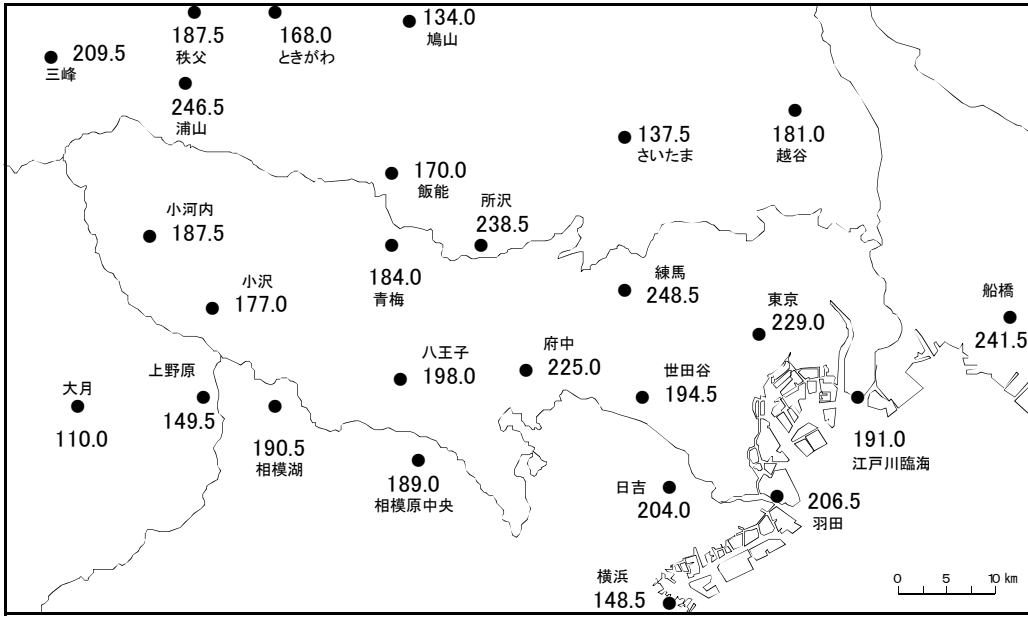 187.5
秩父
168.0
ときがわ
134.0
鳩山
209.5
三峰
246.5
浦山
137.5
さいたま
181.0
越谷
170.0
飯能
所沢
238.5
小河内
187.5
184.0
青梅
小沢
177.0
練馬
248.5
東京
229.0
船橋
241.5
八王子
198.0
府中
225.0
世田谷
194.5
上野原
149.5
大月
110.0
190.5
相模湖
191.0
江戸川臨海
189.0
相模原中央
日吉
204.0
206.5
羽田
横浜
148.5
0 5 10 km